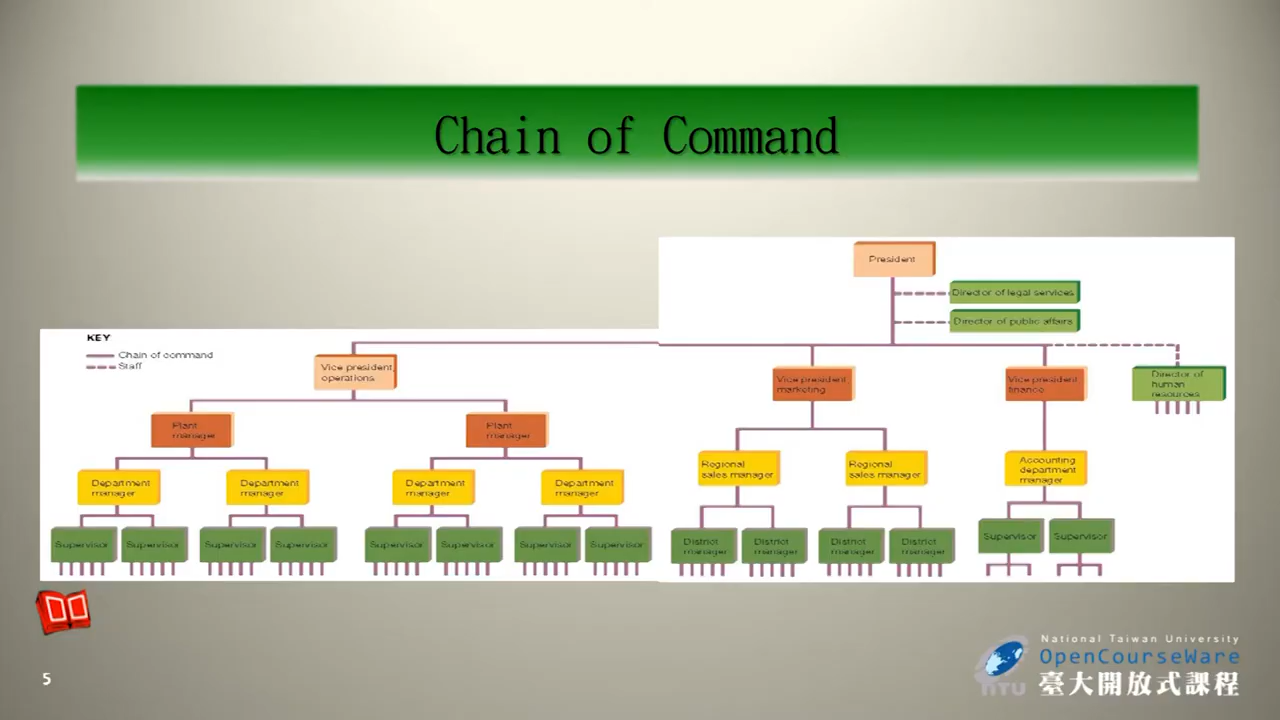 Chain of Command
President
Director of legal services
Director of public affairs
KEY
Chain of command
Staff
Vice president,
operations
Vice president
marketing
Vice president
finance
Director of
human
resources
Plant
manager
Plant
manager
Regional
sales manager
Regional
sales manager
Accounting
department
manager
Department
manager
Department
manager
Department
manager
Department
manager
Supervisor
Supervisor
Supervisor
Supervisor
Supervisor
Supervisor
Supervisor
Supervisor
District
manager
District
manager
District
manager
District
manager
Supervisor
Supervisor
5
National Taiwan University
OpenCourseWare
臺大開放式課程
NTU